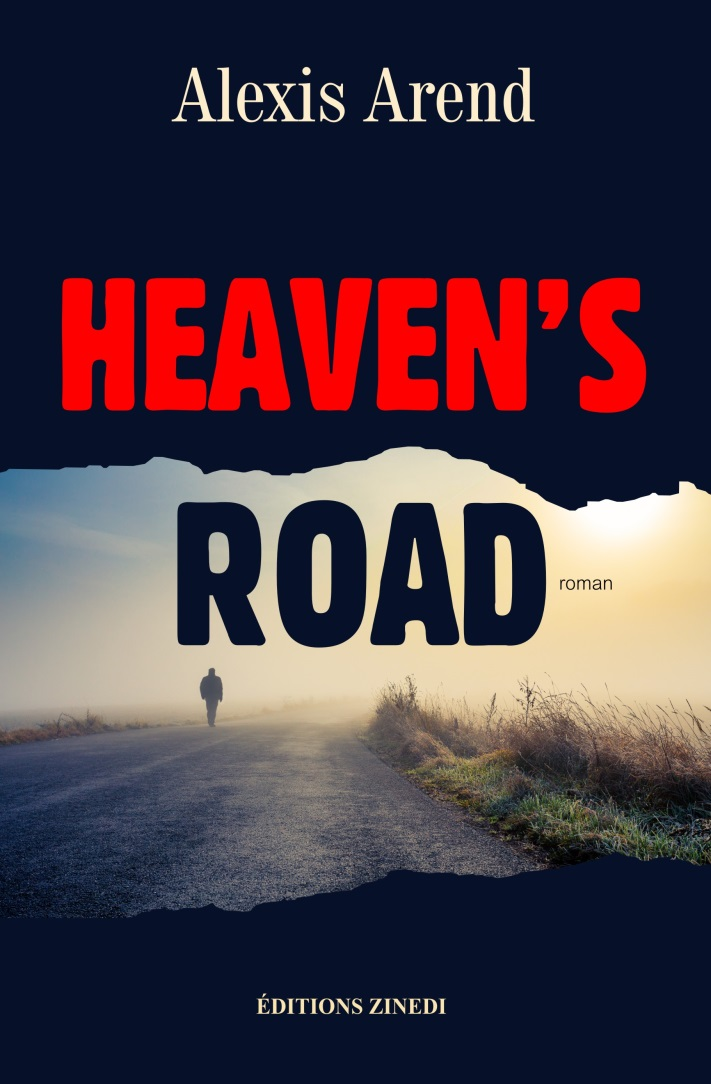 Alexis Arend
HEAVEN’S
ROAD
roman
ÉDITIONS ZINEDI